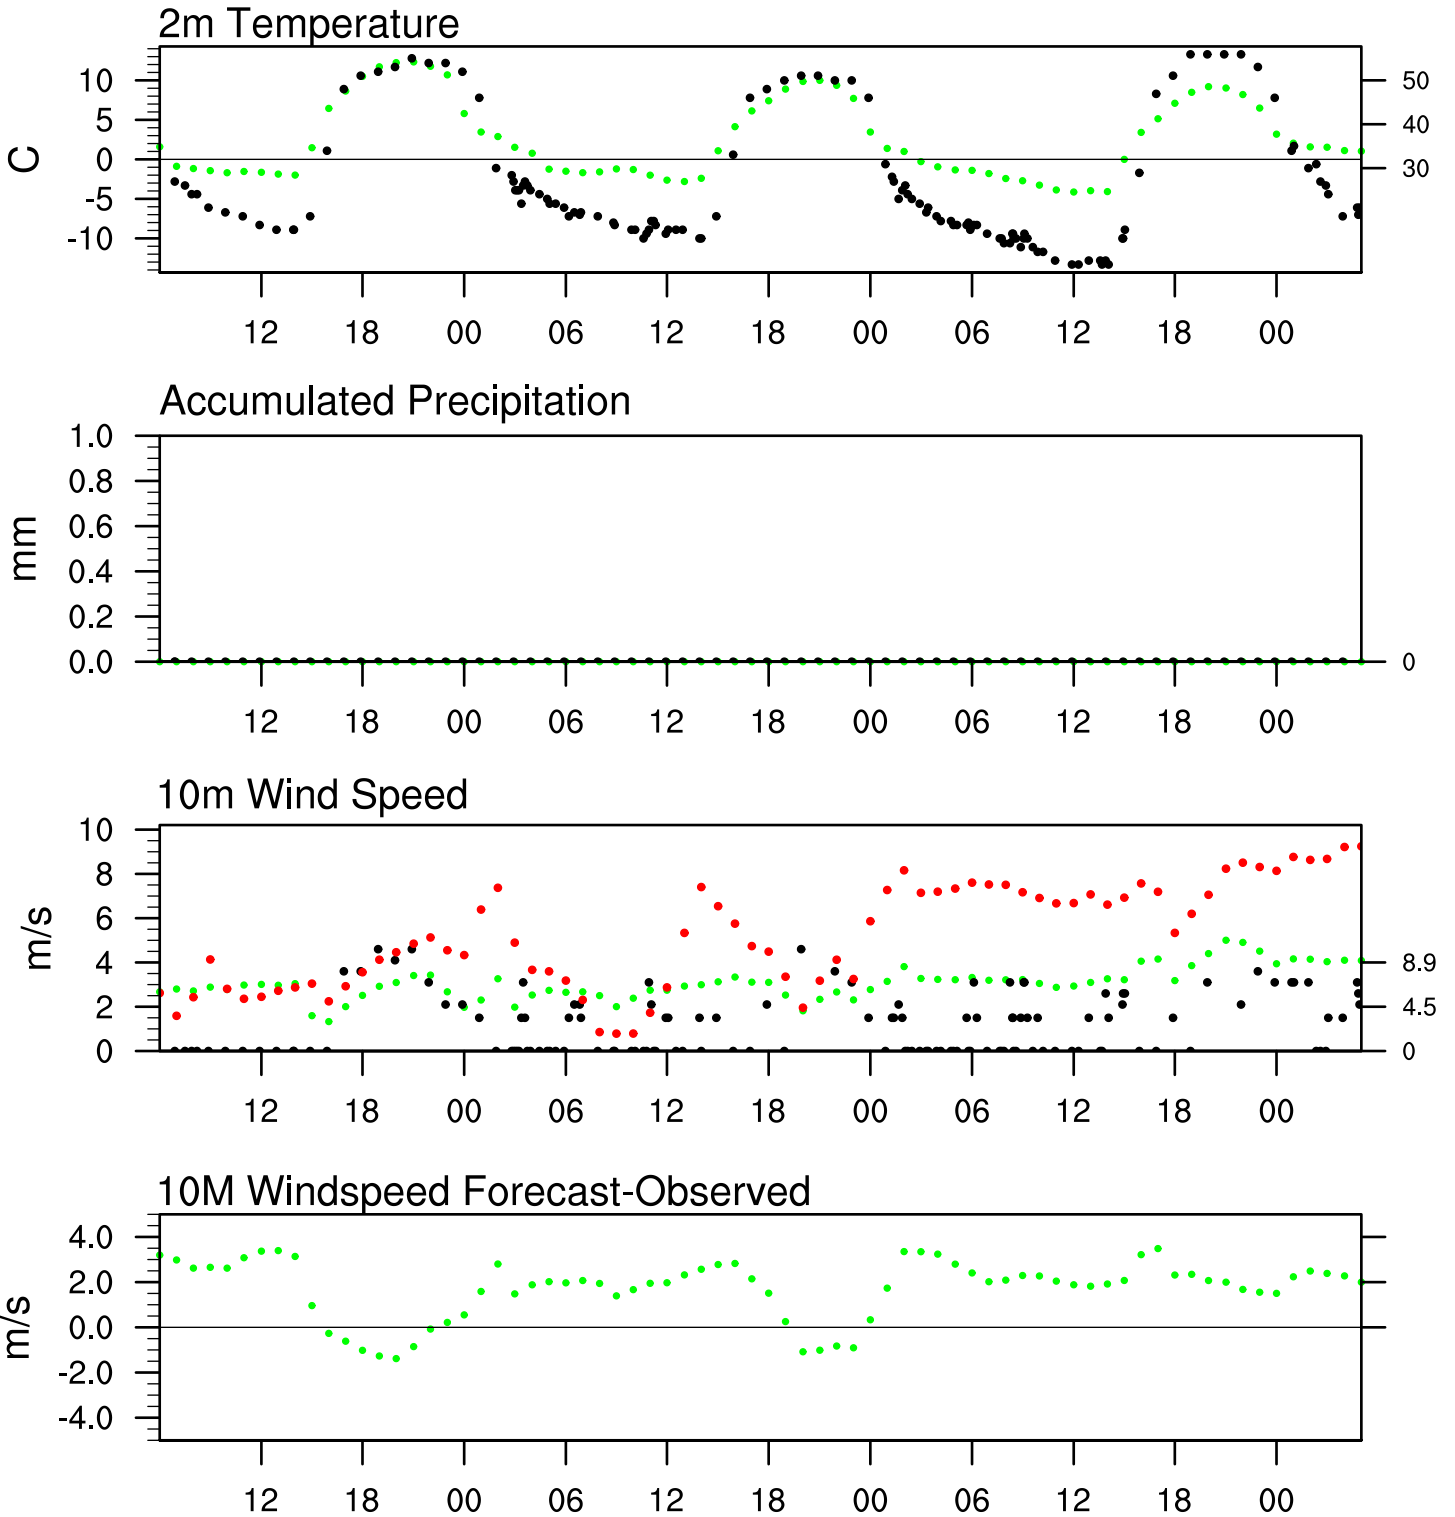 2m Temperature
10
5
0
-5
-10
C
50
40
30
12 18 00 06 12 18 00 06 12 18 00
Accumulated Precipitation
1.0
0.8
0.6
0.4
0.2
0.0
mm
0
12 18 00 06 12 18 00 06 12 18 00
10m Wind Speed
10
8
6
4
2
0
m/s
8.9
4.5
0
12 18 00 06 12 18 00 06 12 18 00
10M Windspeed Forecast-Observed
4.0
2.0
0.0
-2.0
-4.0
m/s
12 18 00 06 12 18 00 06 12 18 00